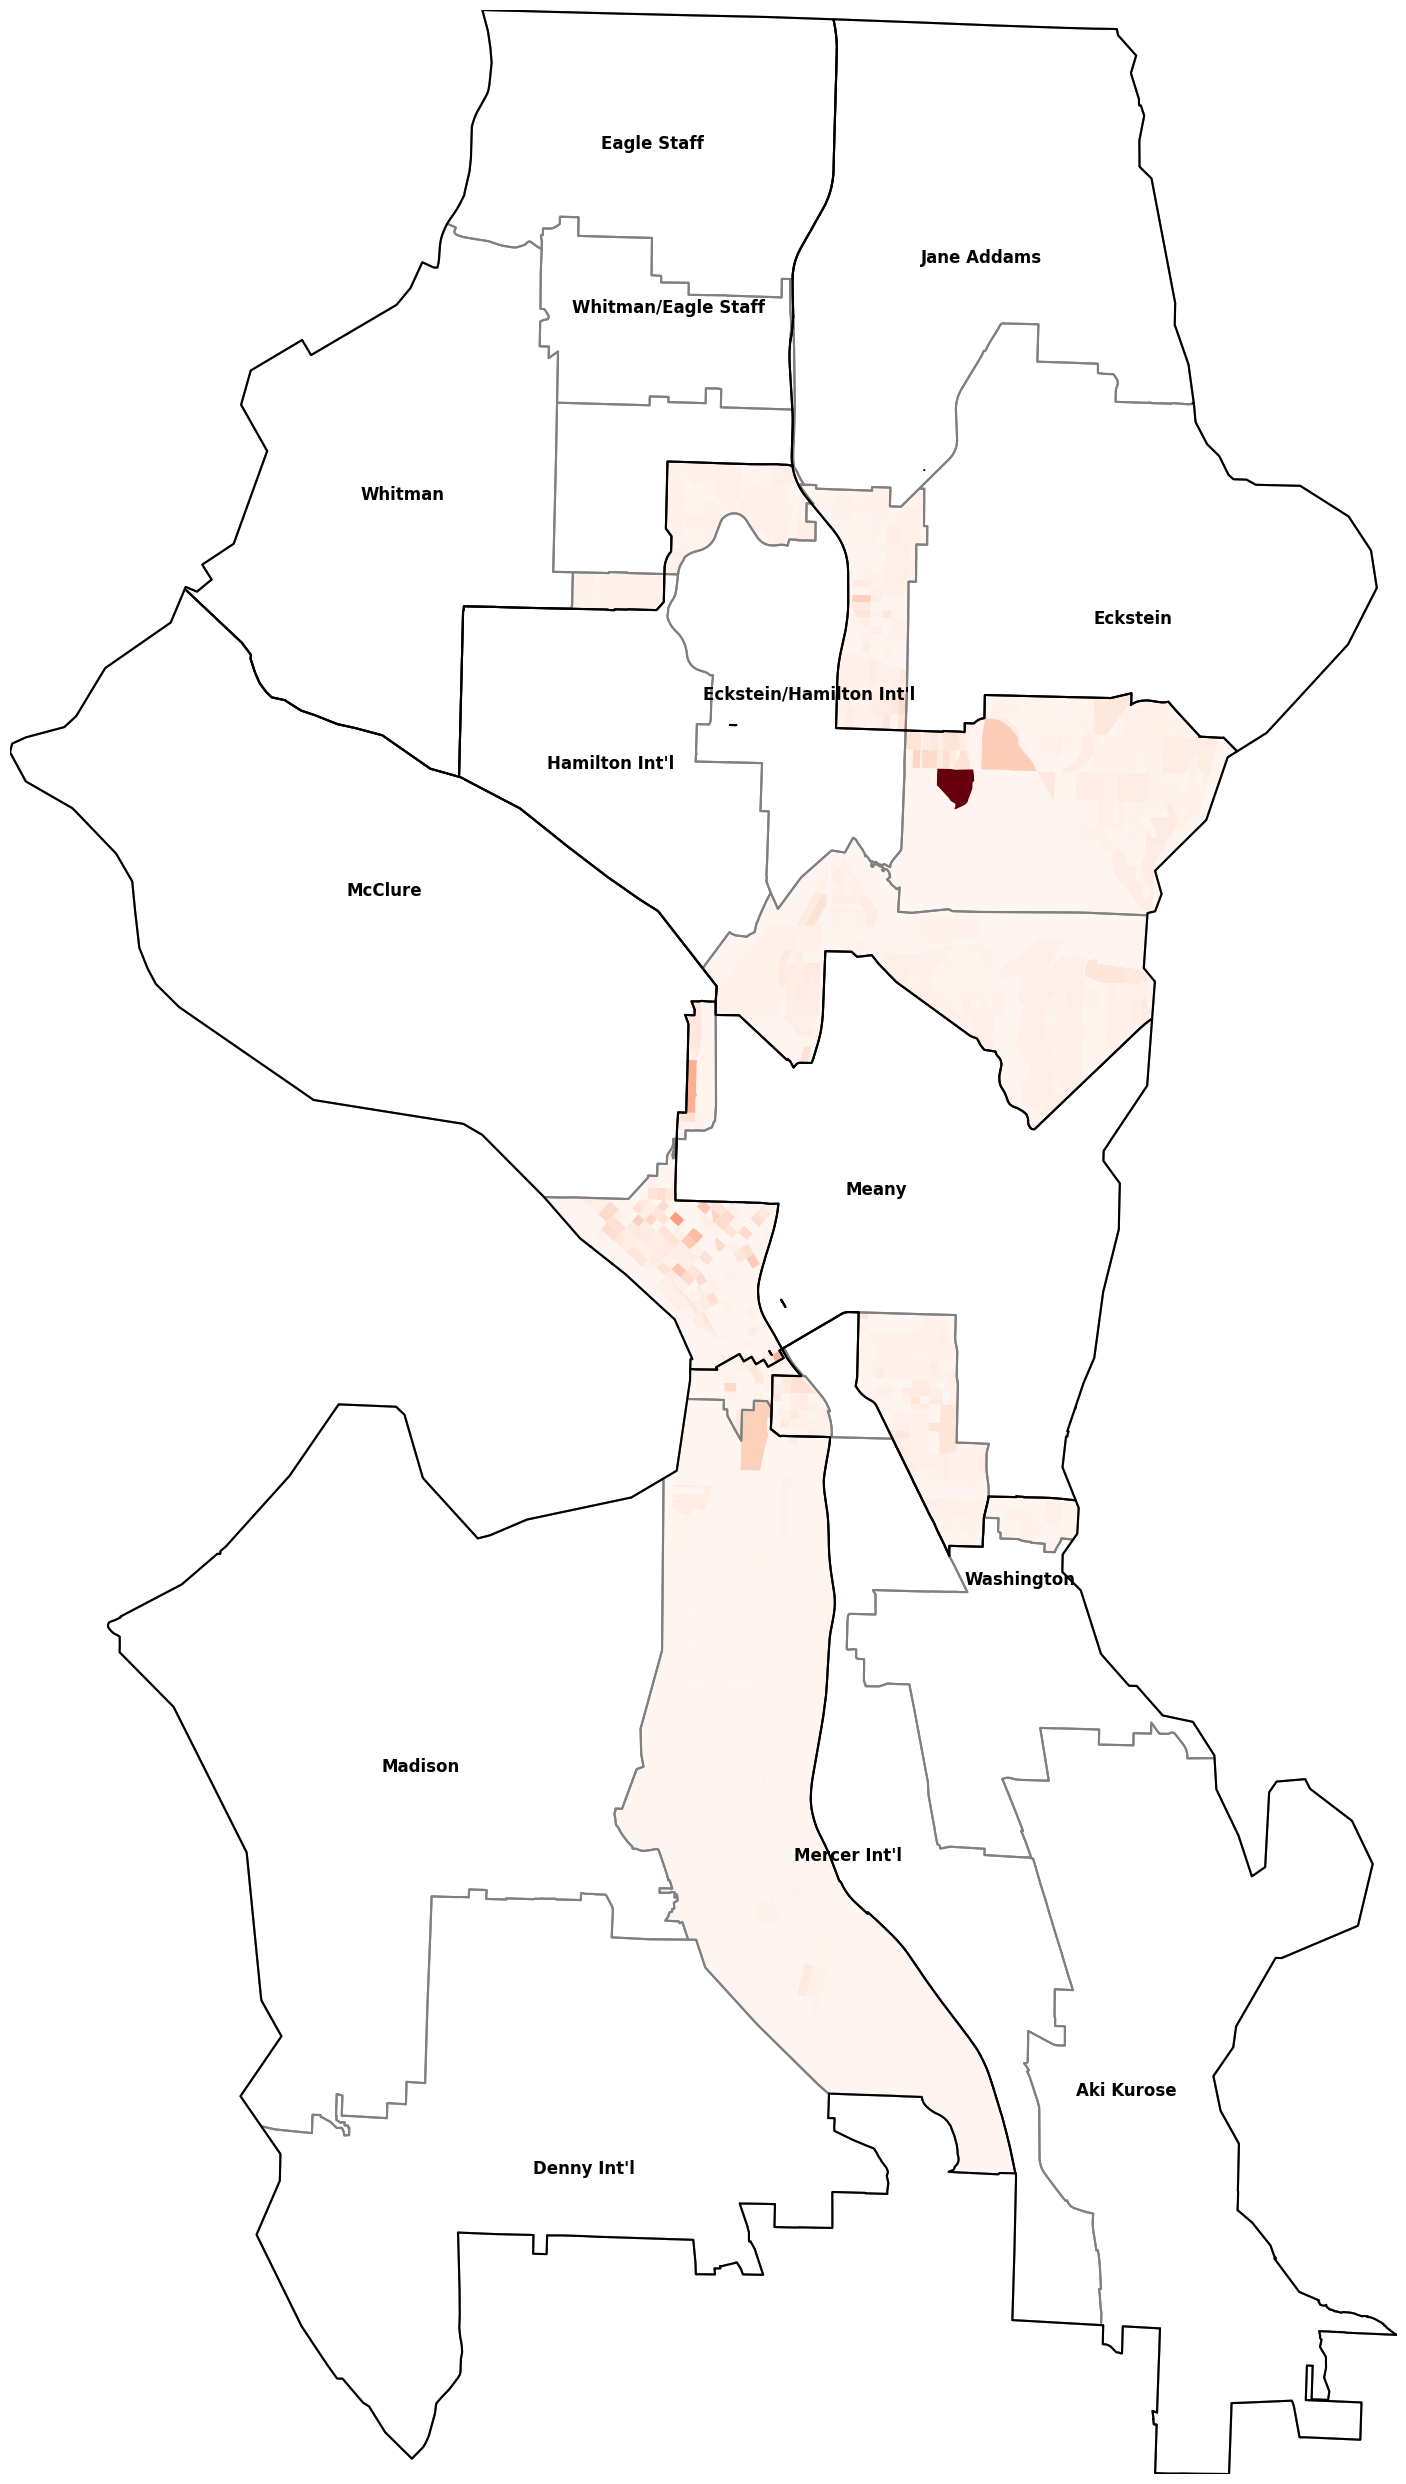 Eagle Staff
Jane Addams
Whitman/Eagle Staff
Whitman
Eckstein
Eckstein/Hamilton Int'l
Hamilton Int'l
McClure
Meany
Washington
Madison
Mercer Int'l
Aki Kurose
Denny Int'l